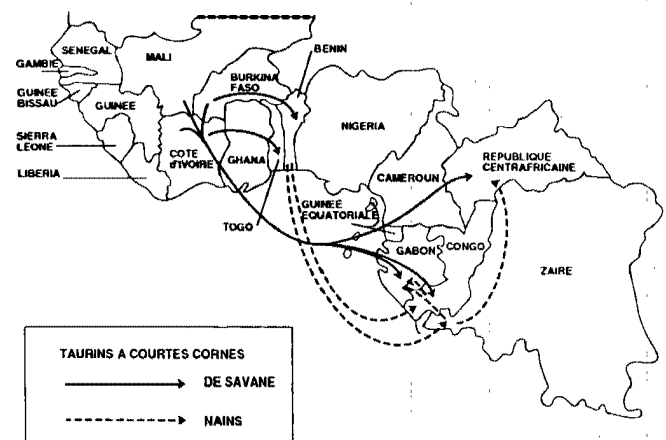 SENEGAL
MALI
BENIN
GAMBIE
BURKINA
FASO
GUINEE
BISSAU
GUINEE
NIGERIA
SIERRA
LEONE
COTE
d'IVOIRE
GHANA
REPUBLIQUE
CENTRAFRICAINE
LIBERIA
CAMEROUN
GUINEE
EQUATORIALE
TOGO
GABON
CONGO
ZAIRE
TAURINS A COURTES CORNES
DE SAVANE
NAINS